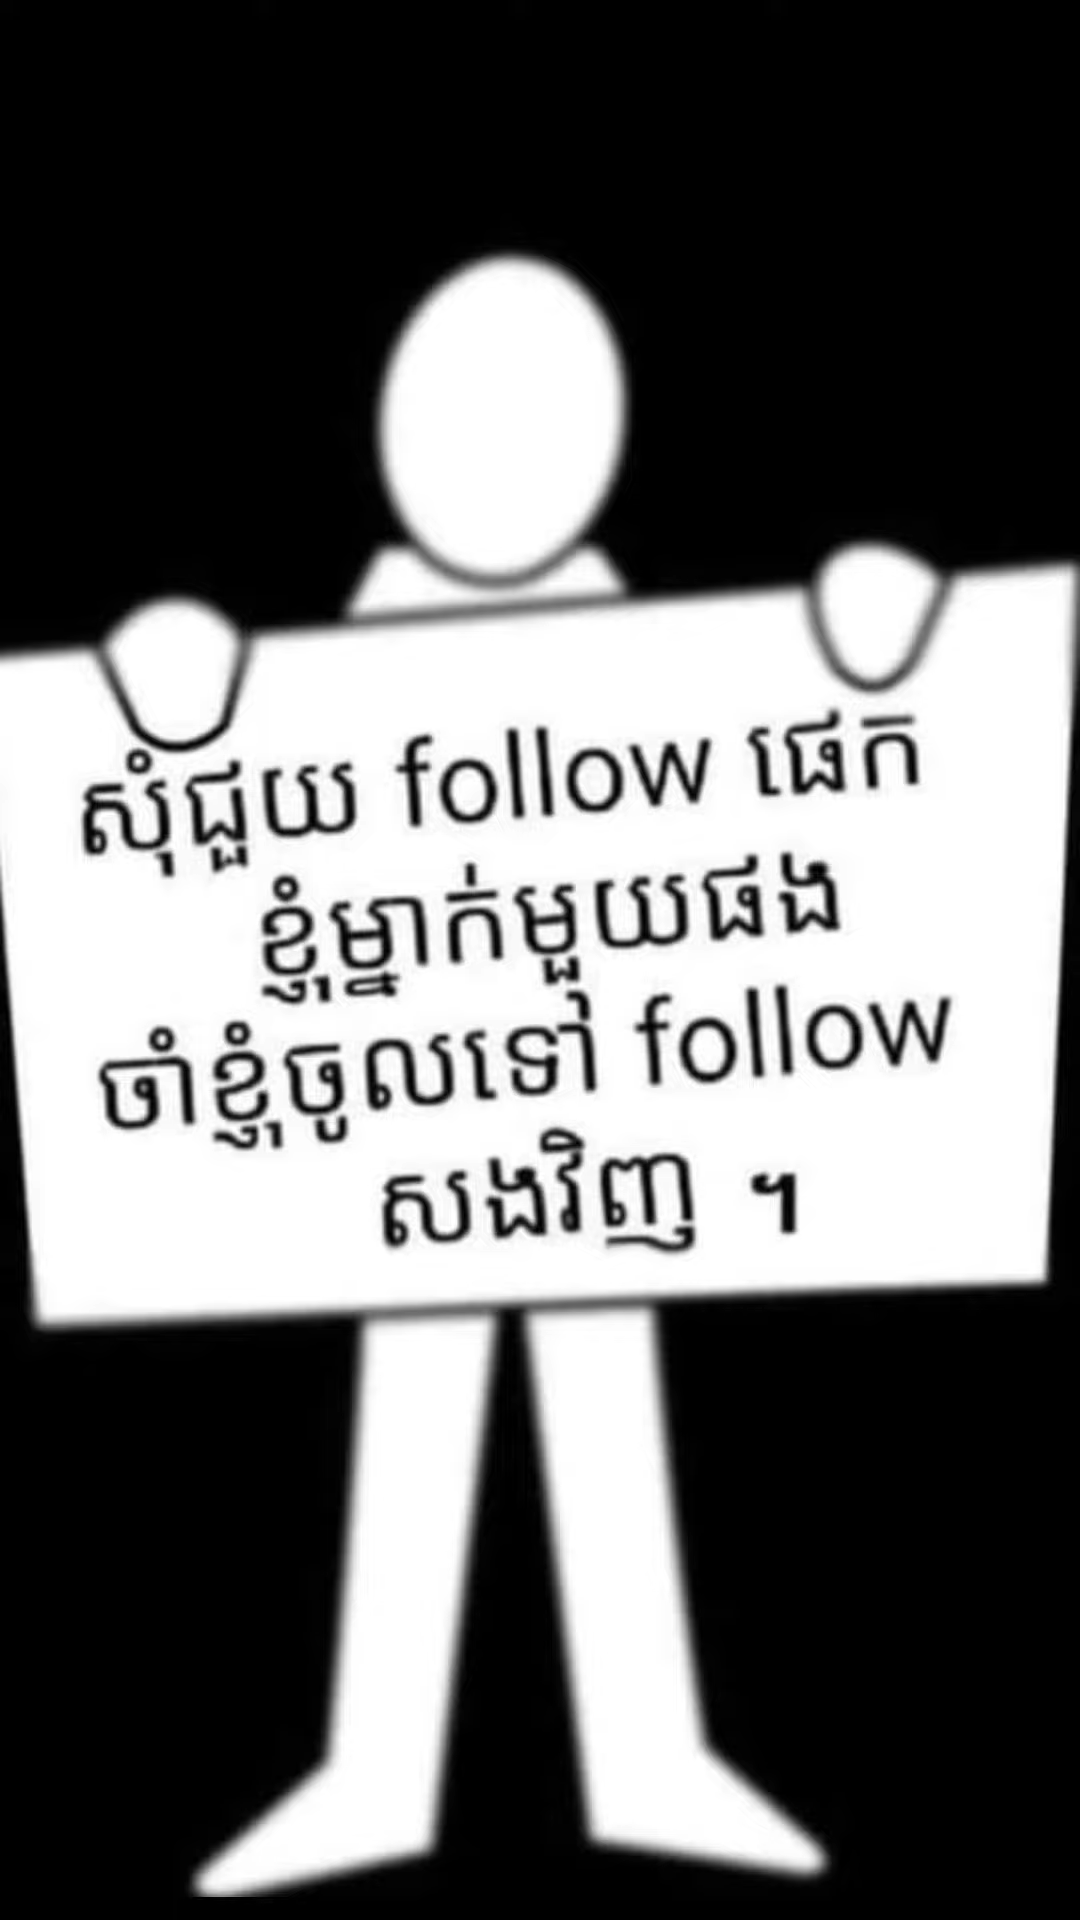 សុំជួយ follow ផេក
ខ្ញុំម្នាក់មួយផង
ចាំខ្ញុំចូលទៅ follow
សងវិញ ។